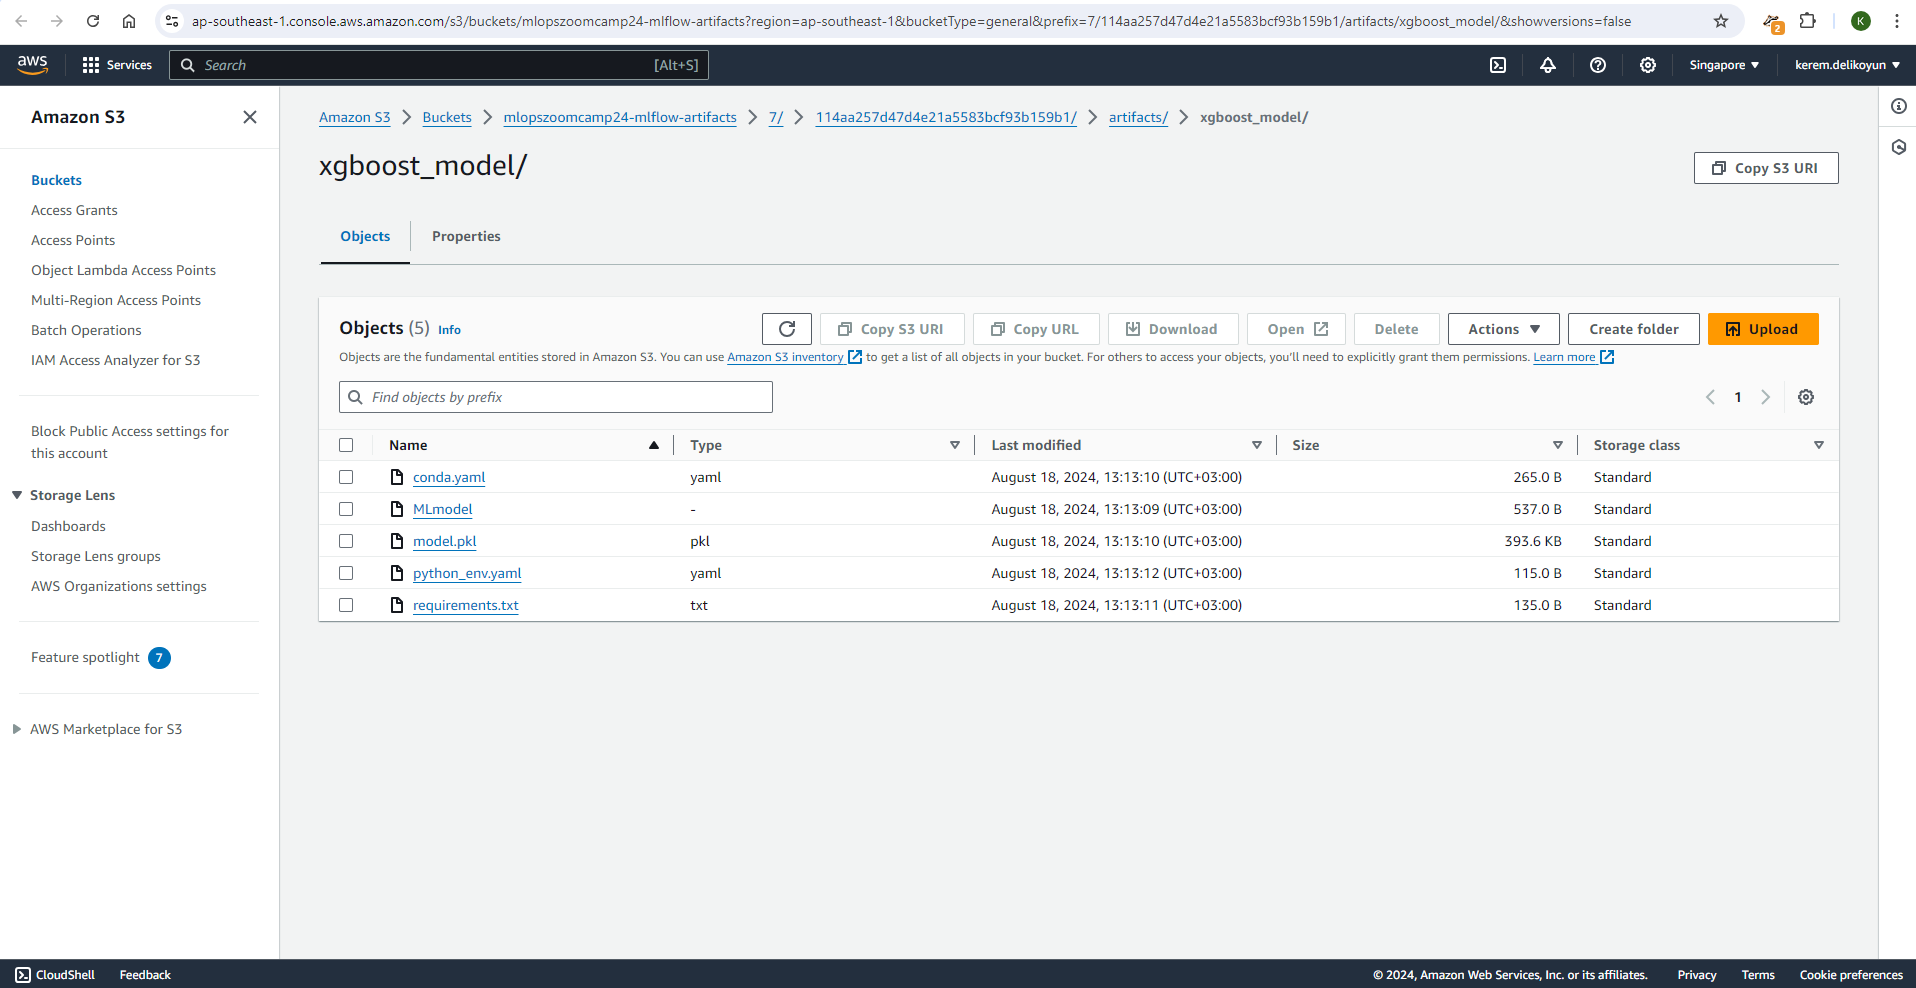 ap-southeast-1.console.aws.amazon.com/s3/buckets/mlopszoomcamp24-mlflow-artifacts?region=ap-southeast-1&bucketType=general&prefix=7/114aa257d47d4e21a5583bcf93b159b1/artifacts/xgboost_model/&showversions=false
2
K
aws Services Search [Alt+S] Singapore kerem.delikoyun
Amazon S3
Buckets
Access Grants
Access Points
Object Lambda Access Points
Multi-Region Access Points
Batch Operations
IAM Access Analyzer for S3
Block Public Access settings for
this account
Storage Lens
Dashboards
Storage Lens groups
AWS Organizations settings
Feature spotlight 7
AWS Marketplace for S3
Amazon S3 Buckets mlopszoomcamp24-mlflow-artifacts 7/ 114aa257d47d4e21a5583bcf93b159b1/ artifacts/ xgboost_model/
xgboost_model/
Copy S3 URI
Objects Properties
Objects (5) Info
Copy S3 URI Copy URL Download Open Delete Actions Create folder Upload
Objects are the fundamental entities stored in Amazon S3. You can use Amazon S3 inventory to get a list of all objects in your bucket. For others to access your objects, you'll need to explicitly grant them permissions. Learn more
Find objects by prefix
1
Name Type Last modified Size Storage class
conda.yaml yaml August 18, 2024, 13:13:10 (UTC+03:00) 265.0 B Standard
MLmodel - August 18, 2024, 13:13:09 (UTC+03:00) 537.0 B Standard
model.pkl pkl August 18, 2024, 13:13:10 (UTC+03:00) 393.6 KB Standard
python_env.yaml yaml August 18, 2024, 13:13:12 (UTC+03:00) 115.0 B Standard
requirements.txt txt August 18, 2024, 13:13:11 (UTC+03:00) 135.0 B Standard
CloudShell Feedback © 2024, Amazon Web Services, Inc. or its affiliates. Privacy Terms Cookie preferences